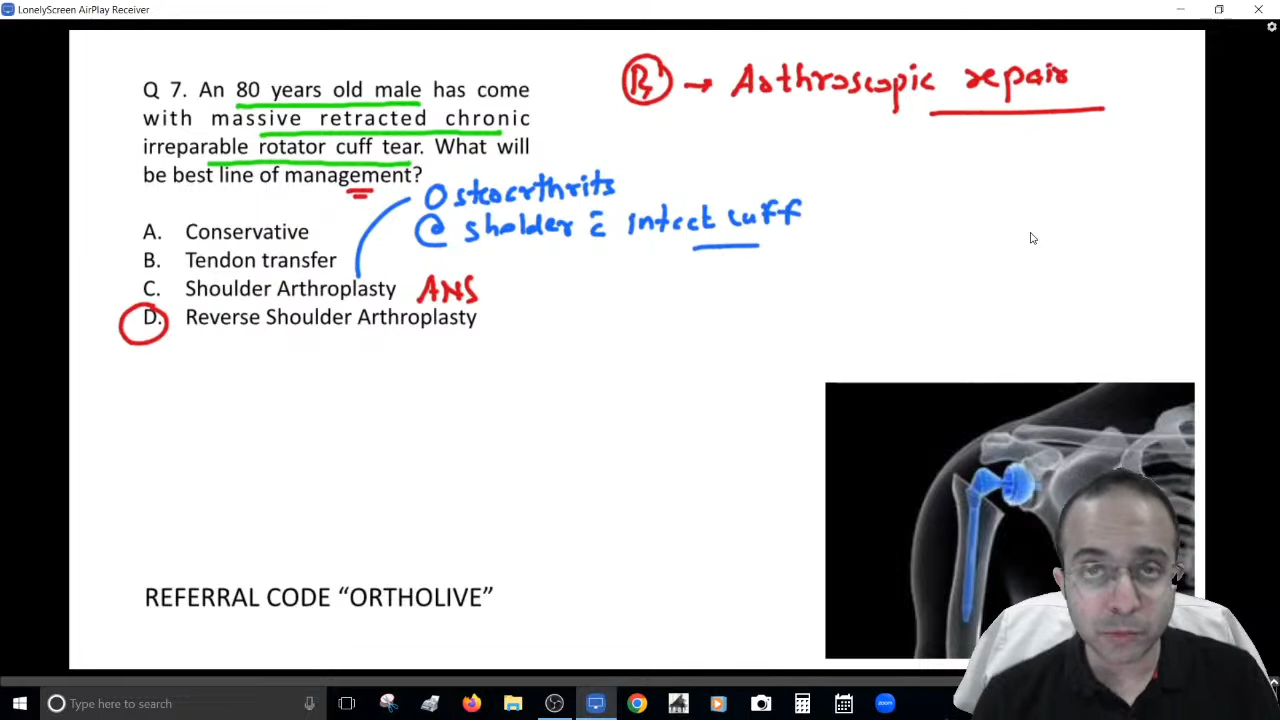 LonelyScreen AirPlay Receiver
Q 7. An 80 years old male has come
with massive retracted chronic
irreparable rotator cuff tear. What will
be best line of management?
A. Conservative
B. Tendon transfer
C. Shoulder Arthroplasty ANS
D. Reverse Shoulder Arthroplasty
Rx → Arthroscopic repair
Osteoarthrits
@ sholder c̄ intact cuff
REFERRAL CODE “ORTHOLIVE”
Type here to search
zoom